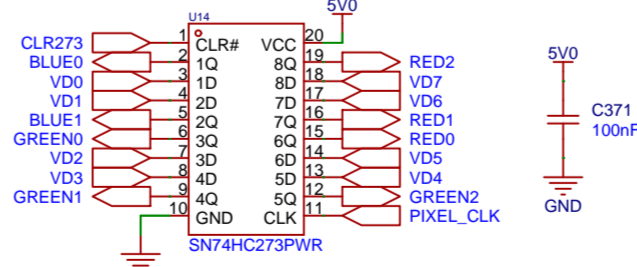 U14
5V0
CLR273 1 CLR# VCC 20
BLUE0 2 1Q 8Q 19 RED2
VD0 3 1D 8D 18 VD7
VD1 4 2D 7D 17 VD6
BLUE1 5 2Q 7Q 16 RED1
GREEN0 6 3Q 6Q 15 RED0
VD2 7 3D 6D 14 VD5
VD3 8 4D 5D 13 VD4
GREEN1 9 4Q 5Q 12 GREEN2
10 GND CLK 11 PIXEL_CLK
SN74HC273PWR
5V0
C371
100nF
GND